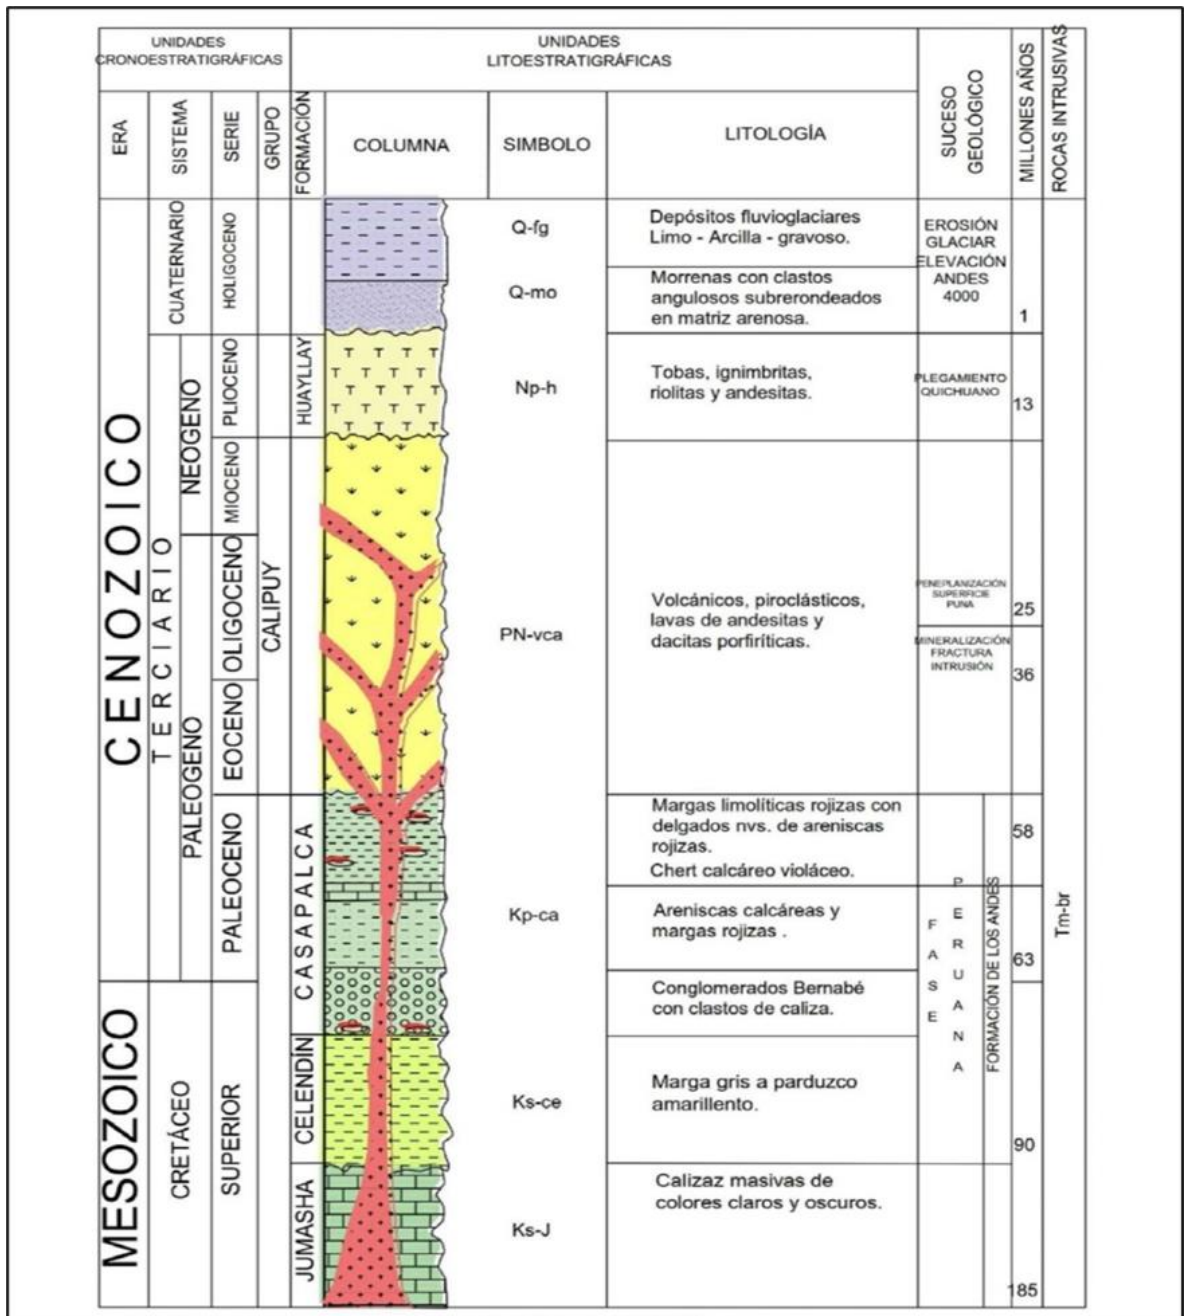 UNIDADES
CRONOESTRATIGRÁFICAS
UNIDADES
LITOESTRATIGRÁFICAS
ERA
SISTEMA
SERIE
GRUPO
FORMACIÓN
COLUMNA
SIMBOLO
LITOLOGÍA
SUCESO
GEOLÓGICO
MILLONES AÑOS
ROCAS INTRUSIVAS
CENOZOICO
CUATERNARIO
HOLIGOCENO
Q-fg
Depósitos fluvioglaciares
Limo - Arcilla - gravoso.
EROSIÓN
GLACIAR
ELEVACIÓN
ANDES
4000
Q-mo
Morrenas con clastos
angulosos subrerondeados
en matriz arenosa.
1
TERCIARIO
NEOGENO
PLIOCENO
HUAYLLAY
Np-h
Tobas, ignimbritas,
riolitas y andesitas.
PLEGAMIENTO
QUICHUANO
13
MIOCENO
CALIPUY
PALEOGENO
OLIGOCENO
EOCENO
PN-vca
Volcánicos, piroclásticos,
lavas de andesitas y
dacitas porfiríticas.
PENEPLANIZACIÓN
SUPERFICIE
PUNA
25
MINERALIZACIÓN
FRACTURA
INTRUSIÓN
36
PALEOCENO
CASAPALCA
Kp-ca
Margas limolíticas rojizas con
delgados nvs. de areniscas
rojizas.
Chert calcáreo violáceo.
58
Areniscas calcáreas y
margas rojizas .
63
Conglomerados Bernabé
con clastos de caliza.
FASE
PERUANA
FORMACIÓN DE LOS ANDES
Tm-br
MESOZOICO
CRETÁCEO
SUPERIOR
CELENDÍN
Ks-ce
Marga gris a parduzco
amarillento.
90
JUMASHA
Ks-J
Calizaz masivas de
colores claros y oscuros.
185